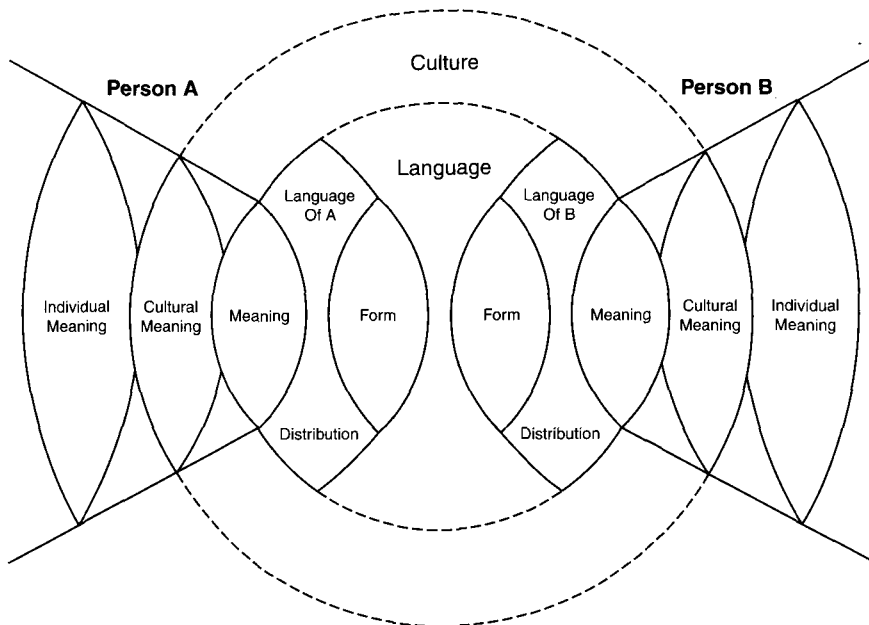 Culture
Person A
Person B
Language
Language
Of A
Language
Of B
Individual
Meaning
Cultural
Meaning
Meaning
Form
Form
Meaning
Cultural
Meaning
Individual
Meaning
Distribution
Distribution